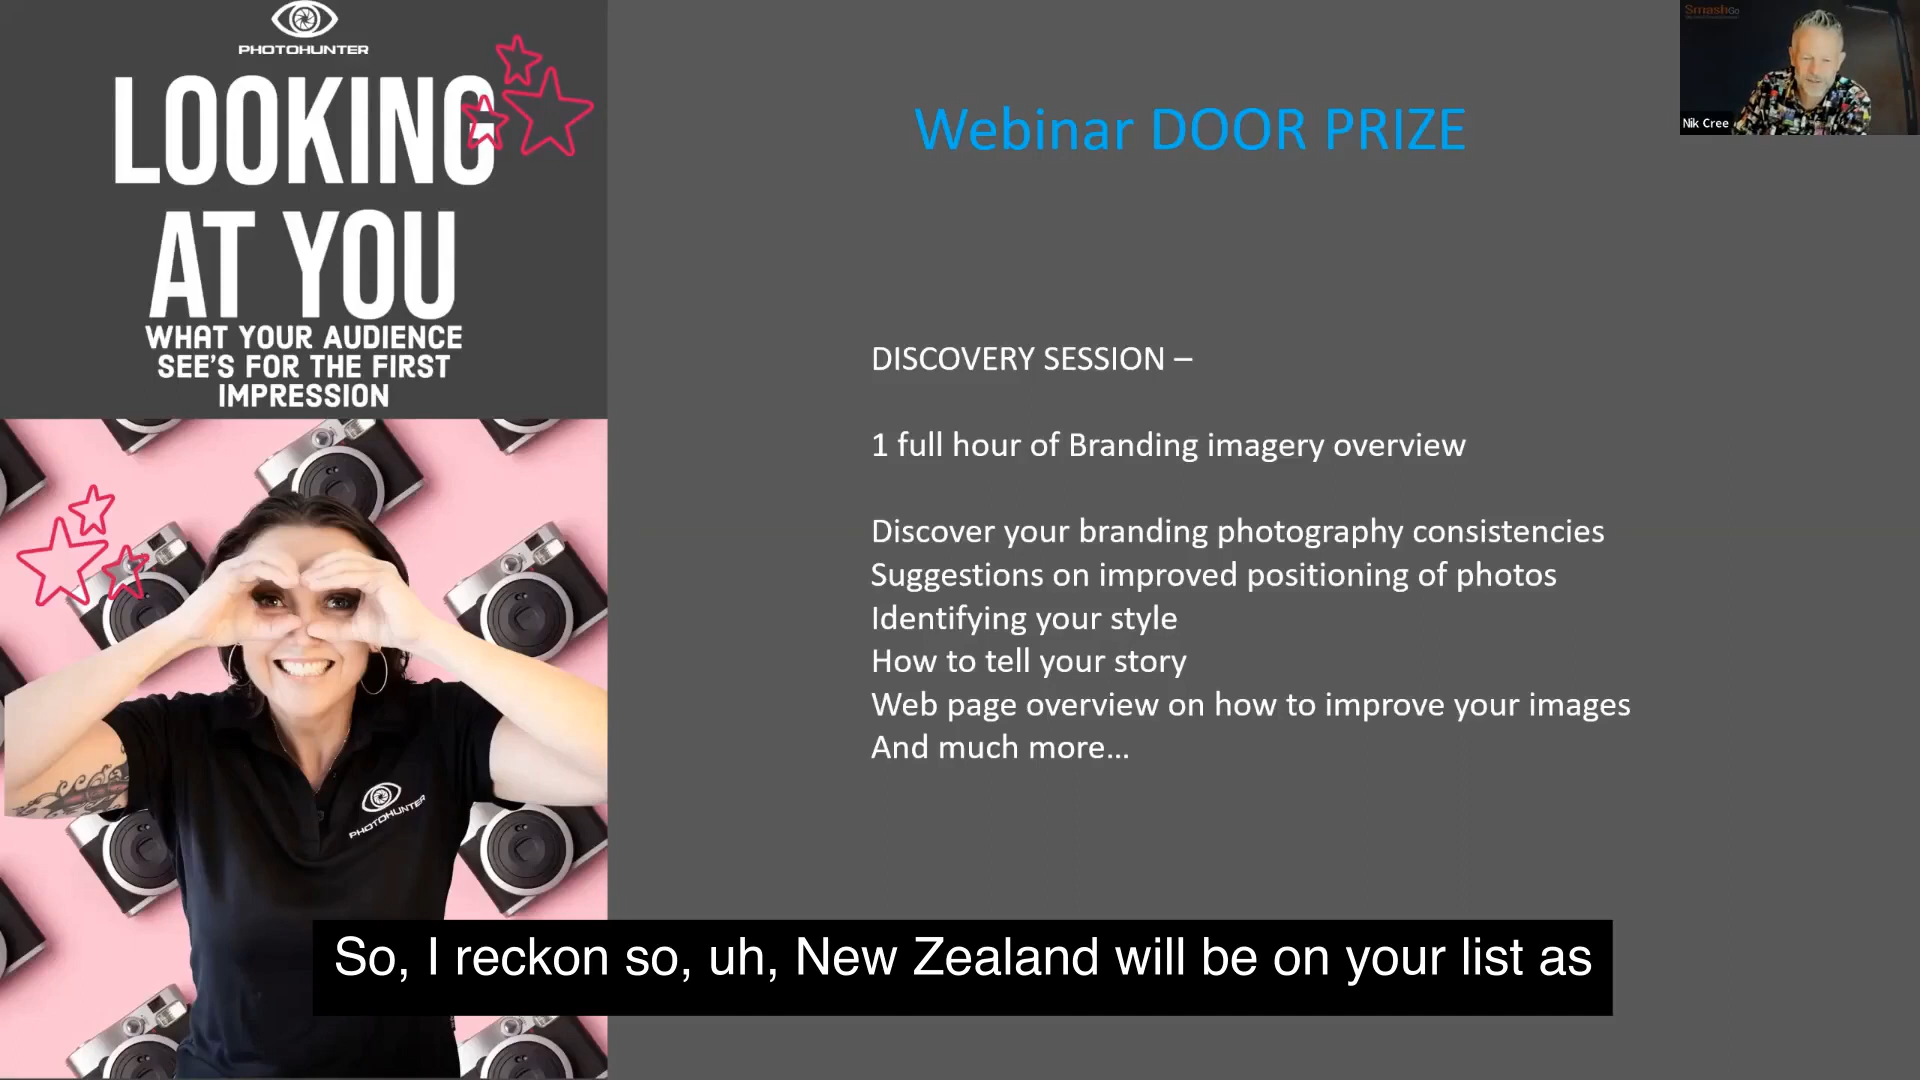 PHOTOHUNTER
LOOKING
AT YOU
WHAT YOUR AUDIENCE
SEE'S FOR THE FIRST
IMPRESSION
PHOTOHUNTER
Webinar DOOR PRIZE
DISCOVERY SESSION –
1 full hour of Branding imagery overview
Discover your branding photography consistencies
Suggestions on improved positioning of photos
Identifying your style
How to tell your story
Web page overview on how to improve your images
And much more...
SmashGo
Nik Cree
So, I reckon so, uh, New Zealand will be on your list as